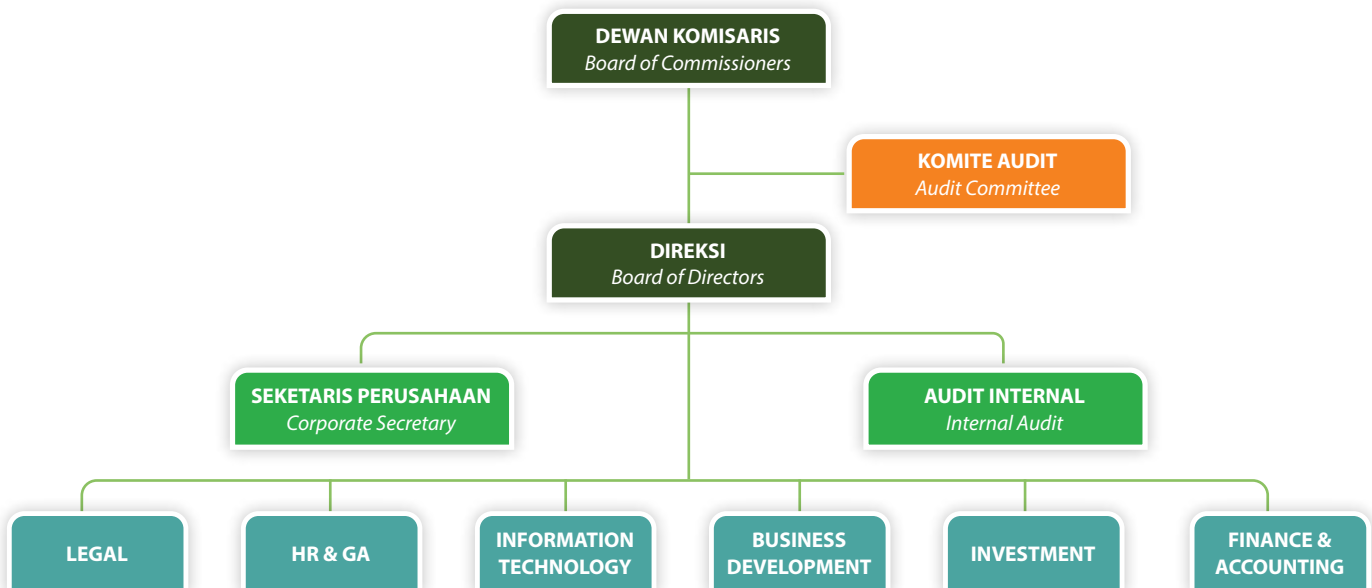 DEWAN KOMISARIS
Board of Commissioners
KOMITE AUDIT
Audit Committee
DIREKSI
Board of Directors
SEKETARIS PERUSAHAAN
Corporate Secretary
AUDIT INTERNAL
Internal Audit
LEGAL
HR & GA
INFORMATION
TECHNOLOGY
BUSINESS
DEVELOPMENT
INVESTMENT
FINANCE &
ACCOUNTING